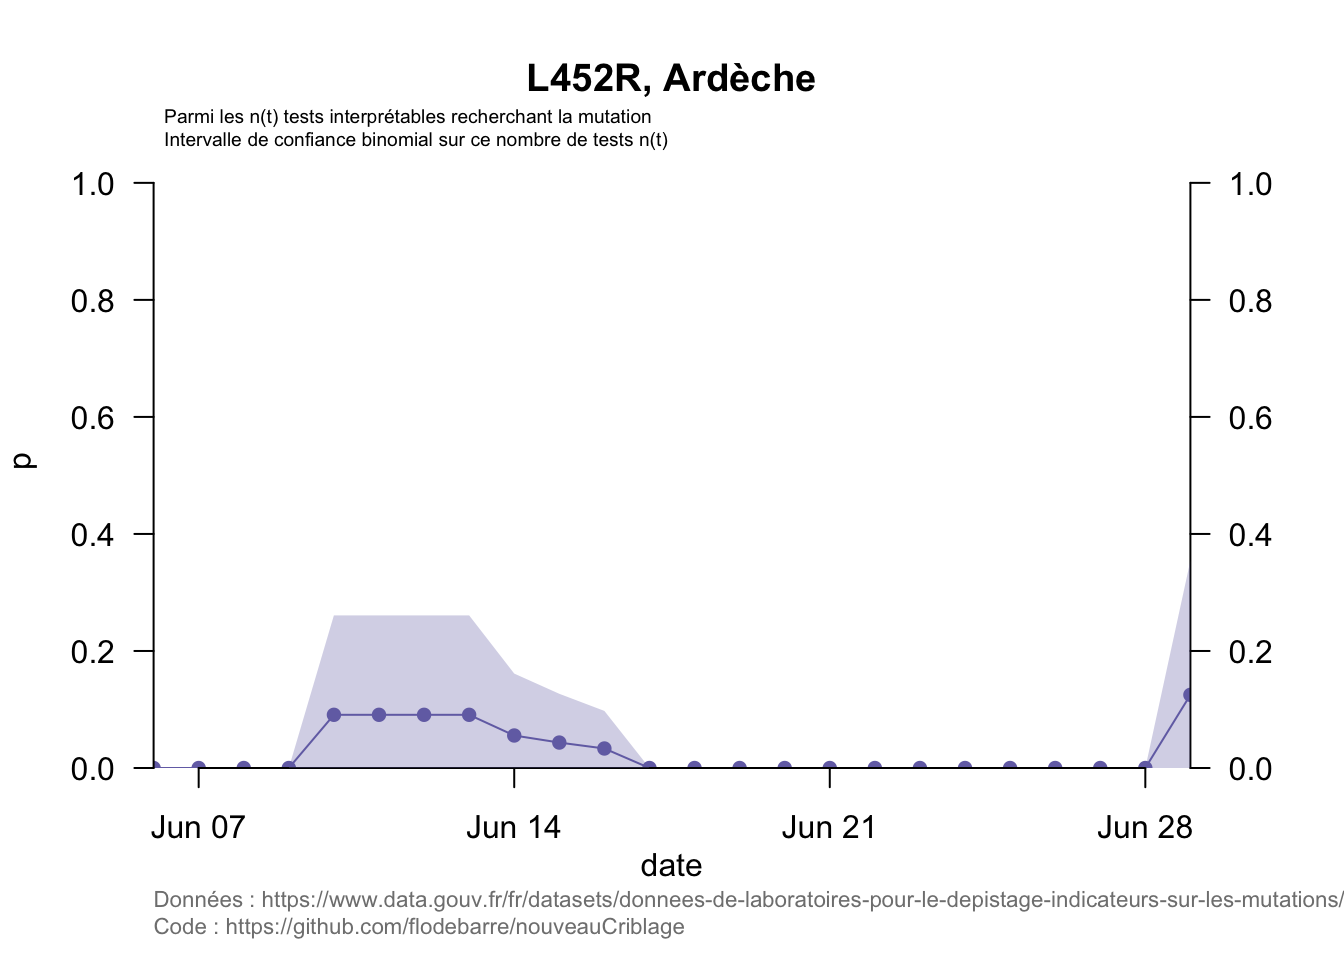 L452R, Ardèche
Parmi les n(t) tests interprétables recherchant la mutation
Intervalle de confiance binomial sur ce nombre de tests n(t)
1.0 1.0
0.8 0.8
0.6 0.6
p
0.4 0.4
0.2 0.2
0.0 0.0
Jun 07 Jun 14 Jun 21 Jun 28
date
Données : https://www.data.gouv.fr/fr/datasets/donnees-de-laboratoires-pour-le-depistage-indicateurs-sur-les-mutations/
Code : https://github.com/flodebarre/nouveauCriblage